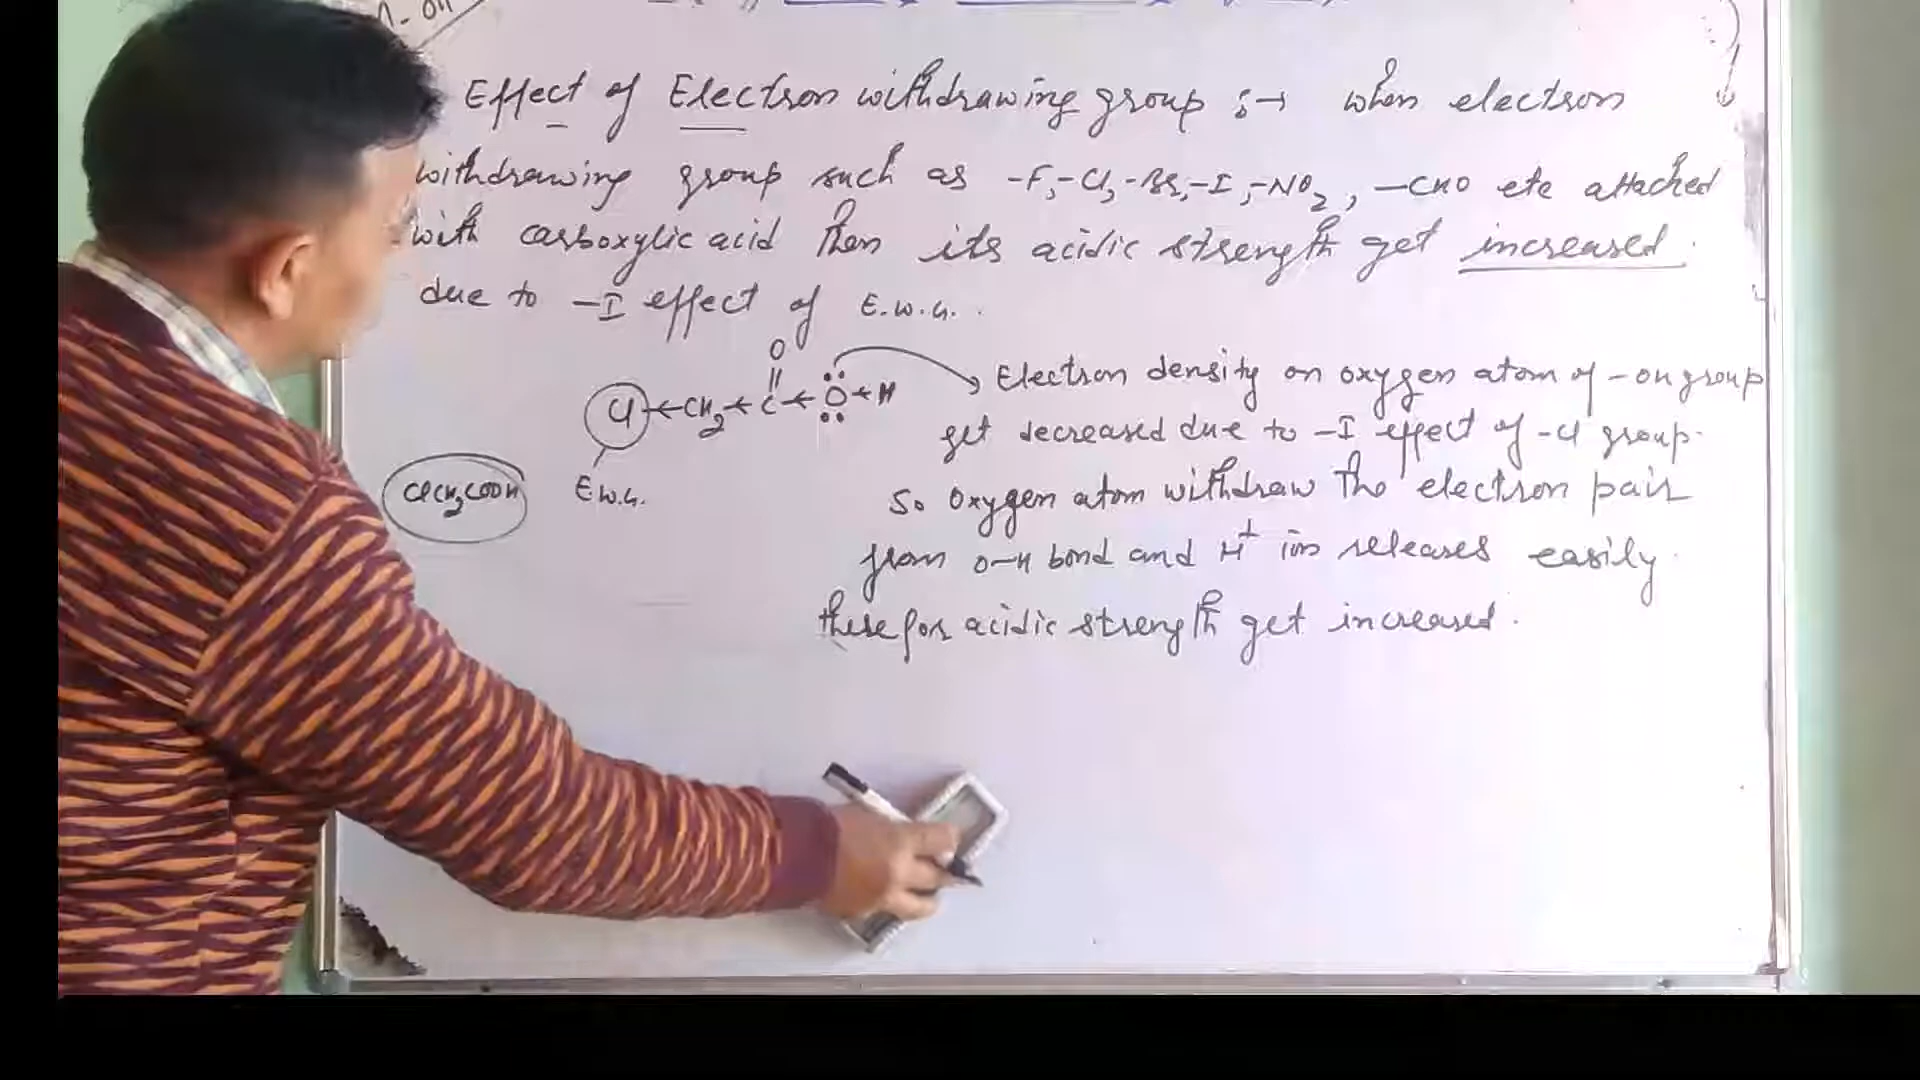 Effect of Electron withdrawing group :→ when electron
withdrawing group such as -F, -Cl, -Br, -I, -NO2, -CHO etc attached
with carboxylic acid then its acidic strength get increased.
due to -I effect of E.W.G..
O
||
Cl ← CH2 ← C ← O ← H
Electron density on oxygen atom of -OH group
get decreased due to -I effect of -Cl group.
ClCH2COOH
E.W.G.
So oxygen atom withdraw the electron pair
from O-H bond and H+ ion releases easily.
therefor acidic strength get increased.